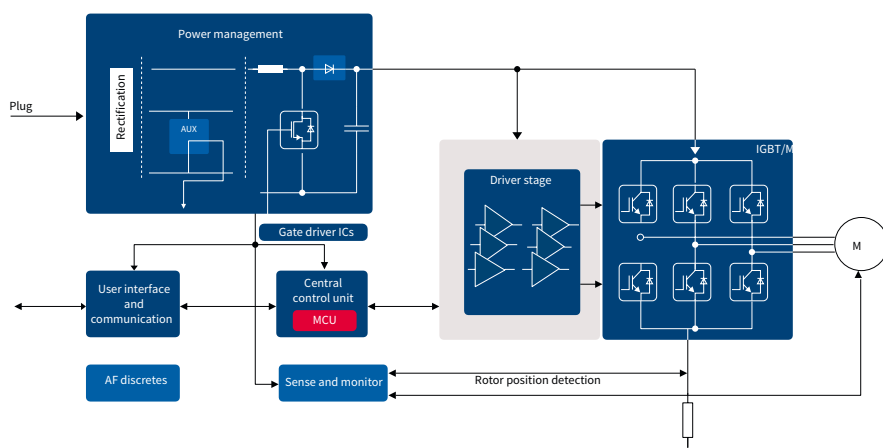 Power management
Plug
Rectification
AUX
IGBT/M
Driver stage
Gate driver ICs
M
User interface
and
communication
Central
control unit
MCU
AF discretes
Sense and monitor
Rotor position detection